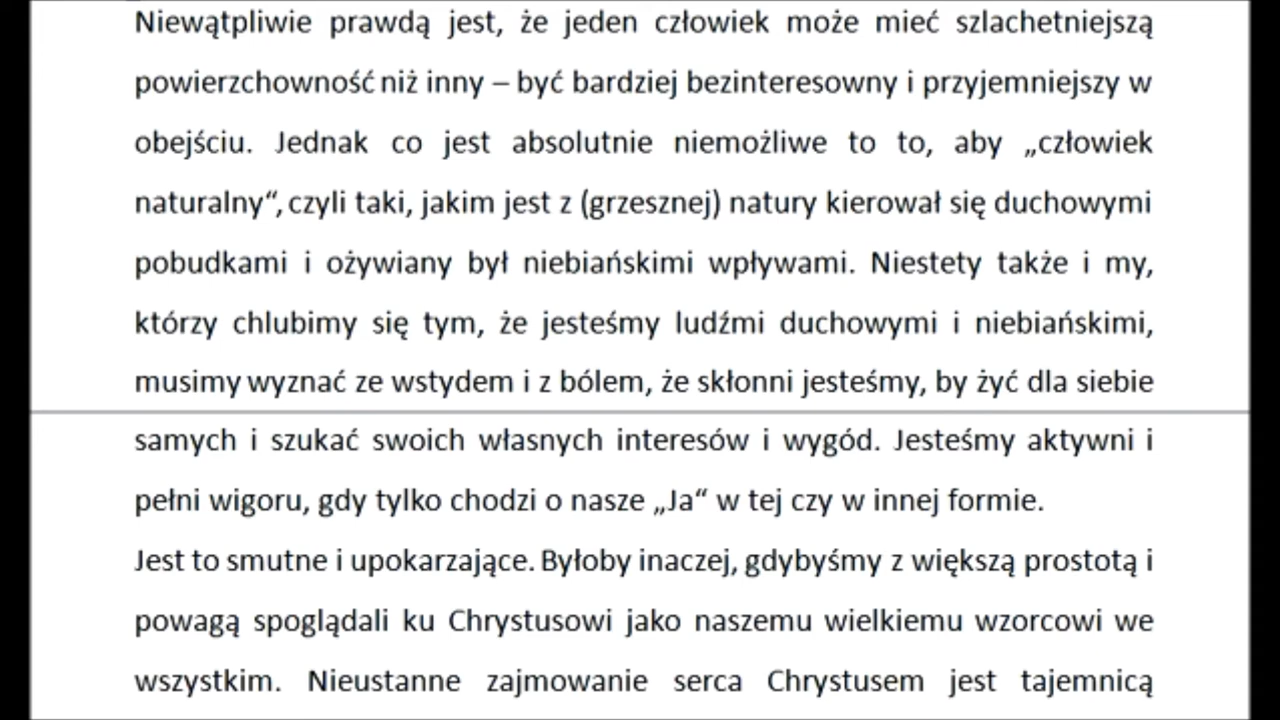 Niewątpliwie prawdą jest, że jeden człowiek może mieć szlachetniejszą
powierzchowność niż inny – być bardziej bezinteresowny i przyjemniejszy w
obejściu. Jednak co jest absolutnie niemożliwe to to, aby „człowiek
naturalny“, czyli taki, jakim jest z (grzesznej) natury kierował się duchowymi
pobudkami i ożywiany był niebiańskimi wpływami. Niestety także i my,
którzy chlubimy się tym, że jesteśmy ludźmi duchowymi i niebiańskimi,
musimy wyznać ze wstydem i z bólem, że skłonni jesteśmy, by żyć dla siebie
samych i szukać swoich własnych interesów i wygód. Jesteśmy aktywni i
pełni wigoru, gdy tylko chodzi o nasze „Ja“ w tej czy w innej formie.
Jest to smutne i upokarzające. Byłoby inaczej, gdybyśmy z większą prostotą i
powagą spoglądali ku Chrystusowi jako naszemu wielkiemu wzorcowi we
wszystkim. Nieustanne zajmowanie serca Chrystusem jest tajemnicą